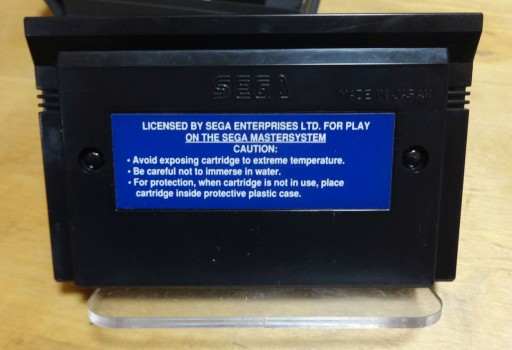 SEGA
MADE IN JAPAN
LICENSED BY SEGA ENTERPRISES LTD. FOR PLAY
ON THE SEGA MASTERSYSTEM
CAUTION:
• Avoid exposing cartridge to extreme temperature.
• Be careful not to immerse in water.
• For protection, when cartridge is not in use, place
cartridge inside protective plastic case.